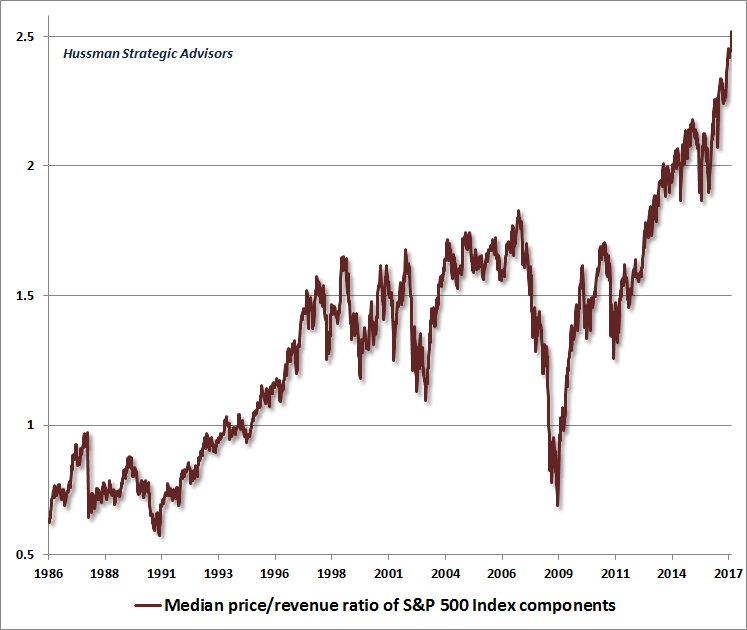 2.5
Hussman Strategic Advisors
2
1.5
1
0.5
1986 1988 1991 1993 1996 1998 2001 2003 2006 2009 2011 2014 2017
Median price/revenue ratio of S&P 500 Index components